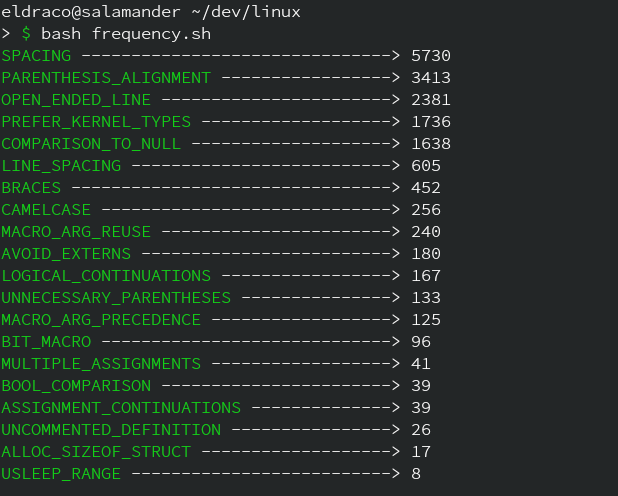 eldraco@salamander ~/dev/linux
> $ bash frequency.sh
SPACING -------------------------------> 5730
PARENTHESIS_ALIGNMENT -----------------> 3413
OPEN_ENDED_LINE -----------------------> 2381
PREFER_KERNEL_TYPES -------------------> 1736
COMPARISON_TO_NULL --------------------> 1638
LINE_SPACING --------------------------> 605
BRACES --------------------------------> 452
CAMELCASE -----------------------------> 256
MACRO_ARG_REUSE -----------------------> 240
AVOID_EXTERNS -------------------------> 180
LOGICAL_CONTINUATIONS -----------------> 167
UNNECESSARY_PARENTHESES ---------------> 133
MACRO_ARG_PRECEDENCE ------------------> 125
BIT_MACRO -----------------------------> 96
MULTIPLE_ASSIGNMENTS ------------------> 41
BOOL_COMPARISON -----------------------> 39
ASSIGNMENT_CONTINUATIONS --------------> 39
UNCOMMENTED_DEFINITION ----------------> 26
ALLOC_SIZEOF_STRUCT -------------------> 17
USLEEP_RANGE --------------------------> 8